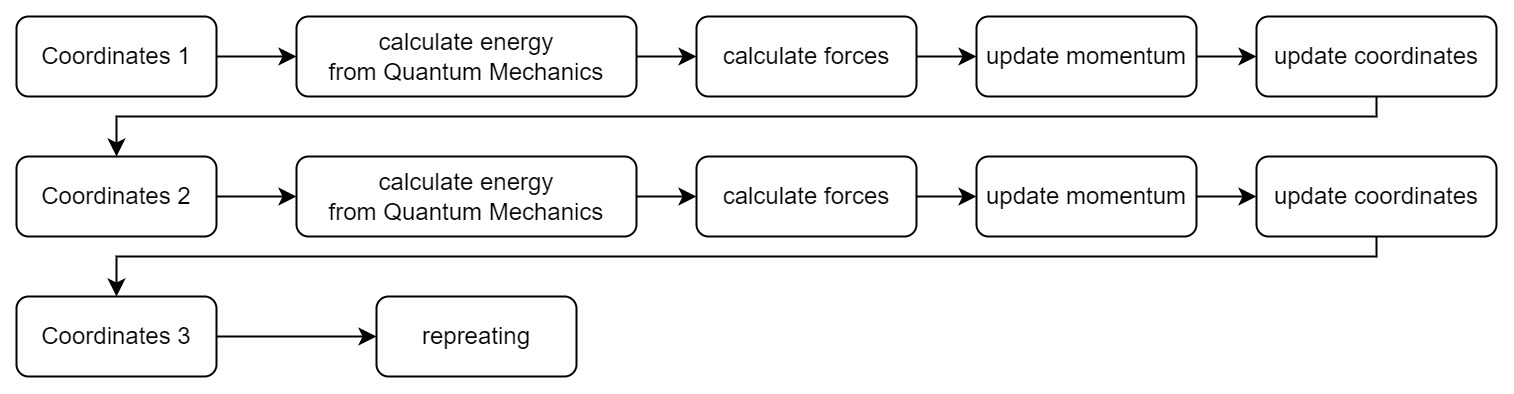 Coordinates 1
calculate energy
from Quantum Mechanics
calculate forces
update momentum
update coordinates
Coordinates 2
calculate energy
from Quantum Mechanics
calculate forces
update momentum
update coordinates
Coordinates 3
repreating